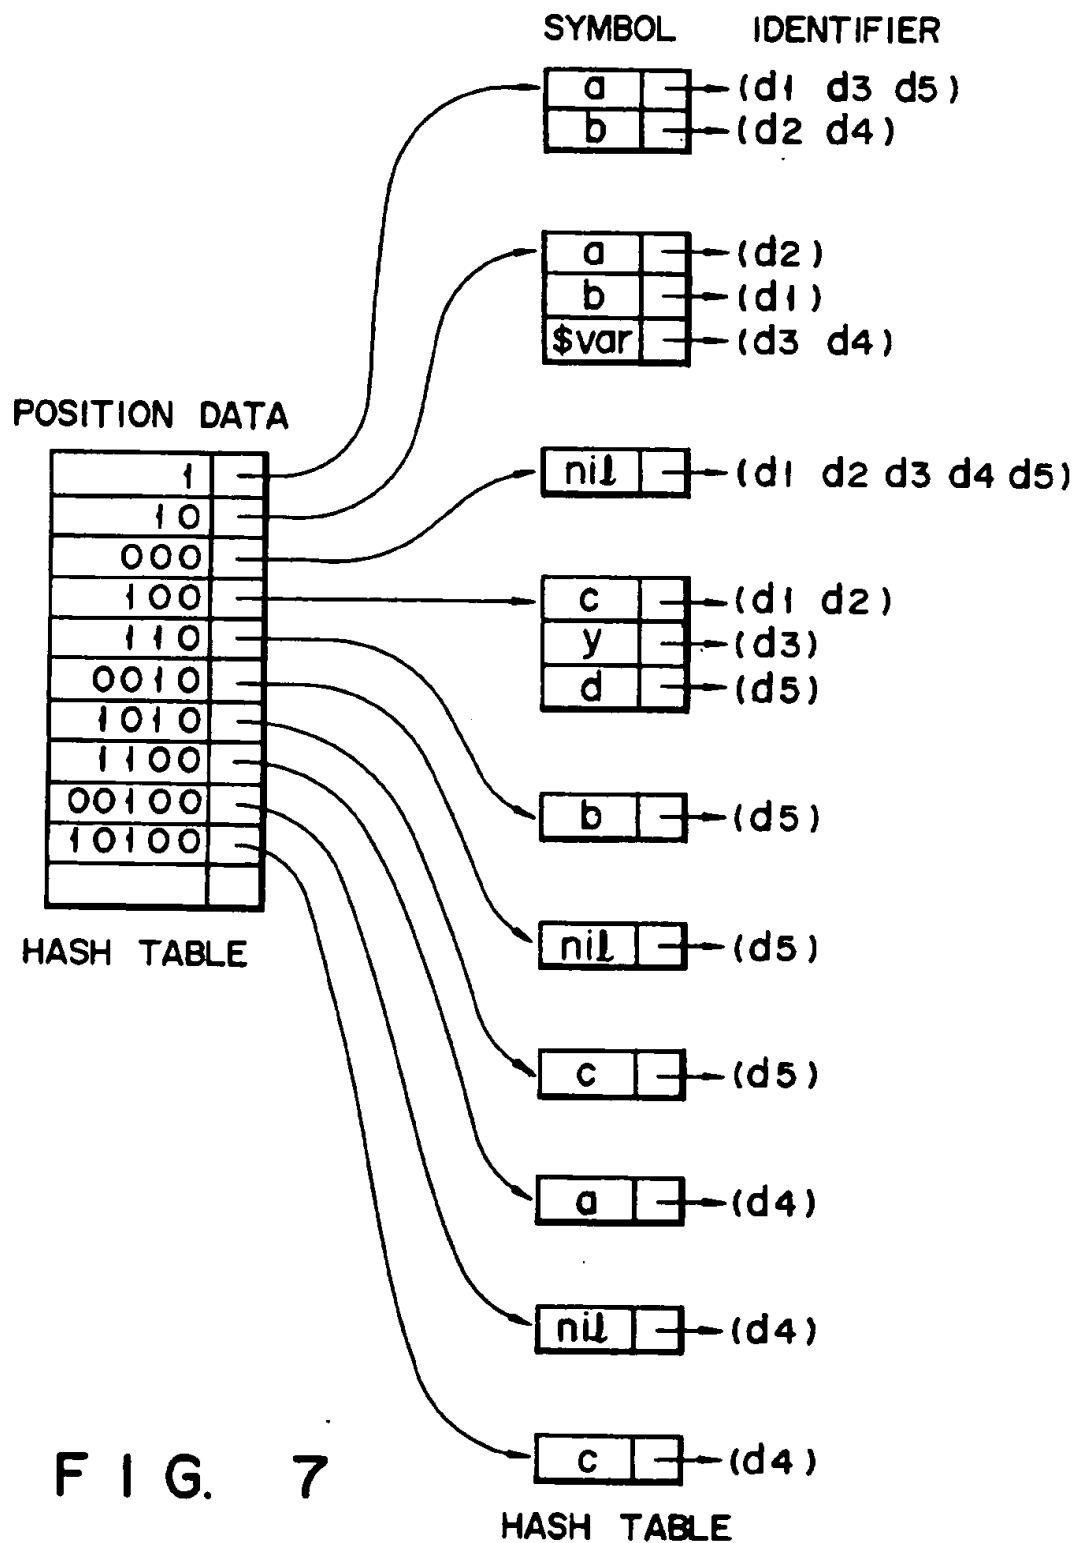 SYMBOL IDENTIFIER
a (d1 d3 d5)
b (d2 d4)
a (d2)
b (d1)
$var (d3 d4)
nil (d1 d2 d3 d4 d5)
c (d1 d2)
y (d3)
d (d5)
b (d5)
nil (d5)
c (d5)
a (d4)
nil (d4)
c (d4)
HASH TABLE
POSITION DATA
1
10
000
100
110
0010
1010
1100
00100
10100
HASH TABLE
FIG. 7